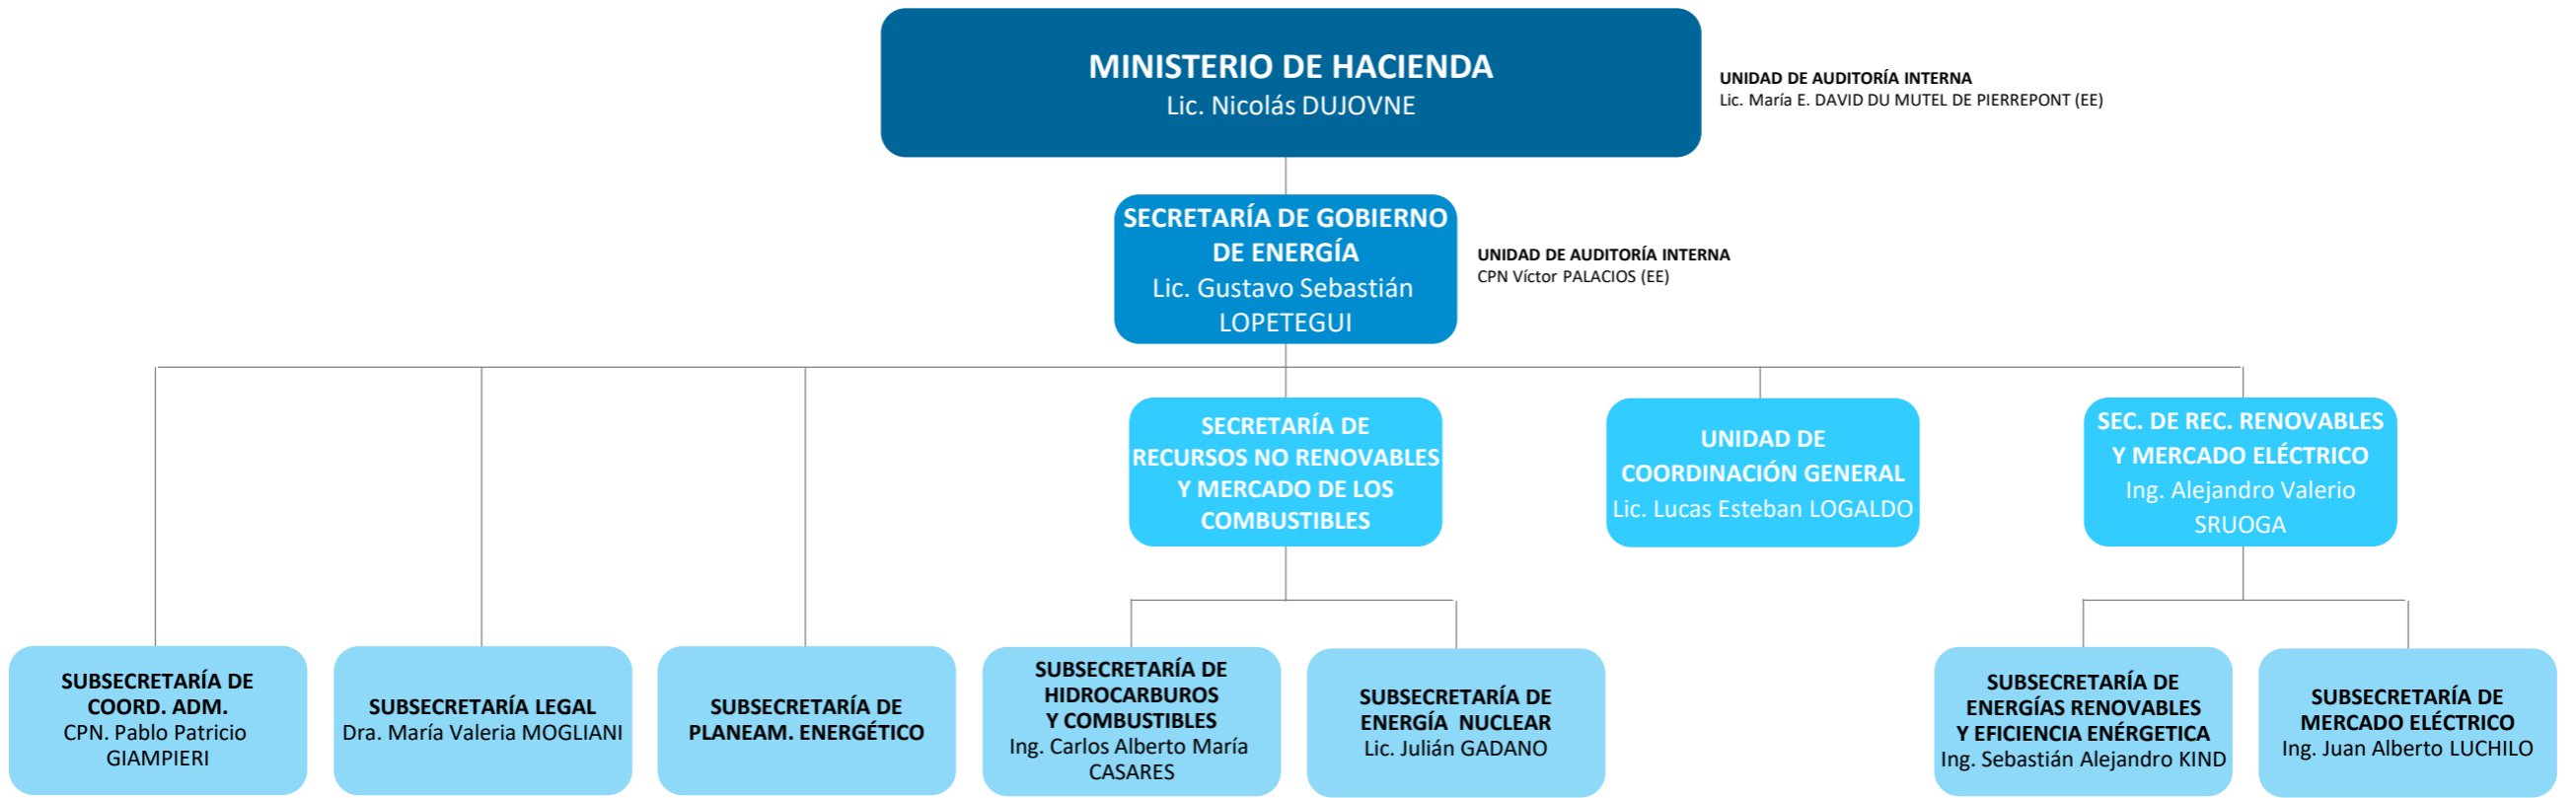 MINISTERIO DE HACIENDA
Lic. Nicolás DUJOVNE
UNIDAD DE AUDITORÍA INTERNA
Lic. María E. DAVID DU MUTEL DE PIERREPONT (EE)
SECRETARÍA DE GOBIERNO
DE ENERGÍA
Lic. Gustavo Sebastián
LOPETEGUI
UNIDAD DE AUDITORÍA INTERNA
CPN Víctor PALACIOS (EE)
SECRETARÍA DE
RECURSOS NO RENOVABLES
Y MERCADO DE LOS
COMBUSTIBLES
UNIDAD DE
COORDINACIÓN GENERAL
Lic. Lucas Esteban LOGALDO
SEC. DE REC. RENOVABLES
Y MERCADO ELÉCTRICO
Ing. Alejandro Valerio
SRUOGA
SUBSECRETARÍA DE
COORD. ADM.
CPN. Pablo Patricio
GIAMPIERI
SUBSECRETARÍA LEGAL
Dra. María Valeria MOGLIANI
SUBSECRETARÍA DE
PLANEAM. ENERGÉTICO
SUBSECRETARÍA DE
HIDROCARBUROS
Y COMBUSTIBLES
Ing. Carlos Alberto María
CASARES
SUBSECRETARÍA DE
ENERGÍA  NUCLEAR
Lic. Julián GADANO
SUBSECRETARÍA DE
ENERGÍAS RENOVABLES
Y EFICIENCIA ENÉRGETICA
Ing. Sebastián Alejandro KIND
SUBSECRETARÍA DE
MERCADO ELÉCTRICO
Ing. Juan Alberto LUCHILO